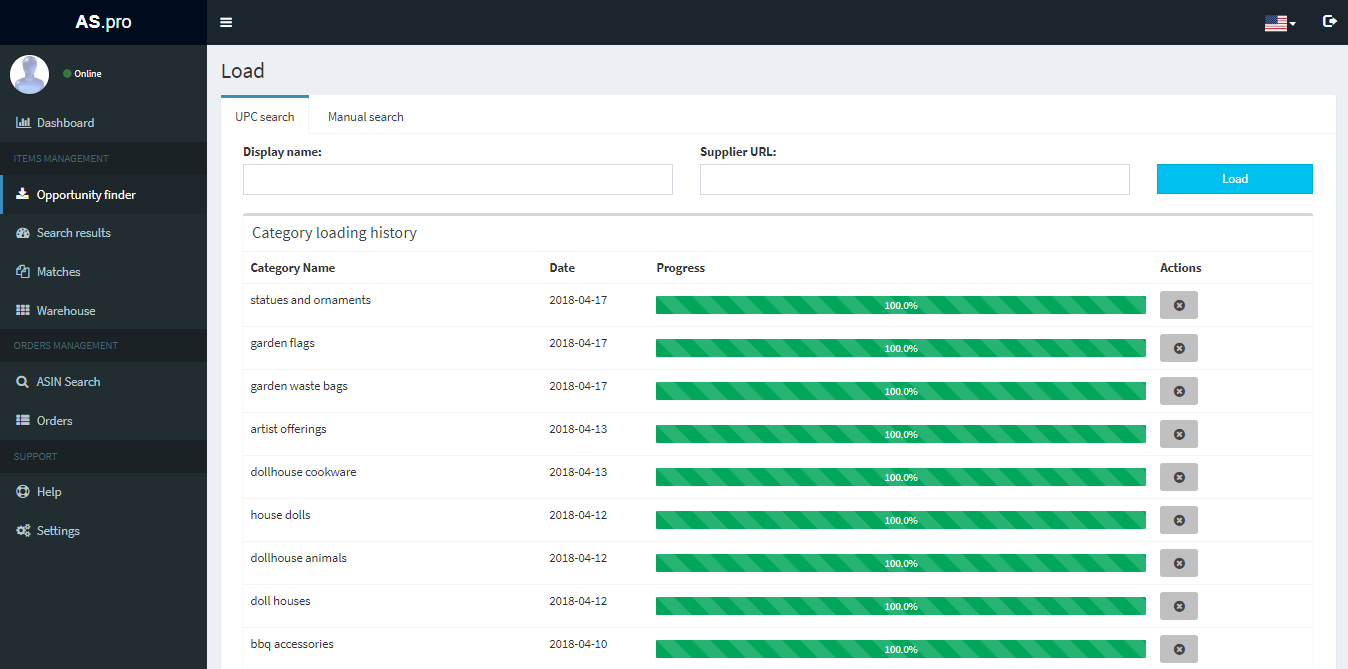 AS.pro
Online
Dashboard
ITEMS MANAGEMENT
Opportunity finder
Search results
Matches
Warehouse
ORDERS MANAGEMENT
ASIN Search
Orders
SUPPORT
Help
Settings
Load
UPC search Manual search
Display name: Supplier URL:
Load
Category loading history
Category Name Date Progress Actions
statues and ornaments 2018-04-17 100.0%
garden flags 2018-04-17 100.0%
garden waste bags 2018-04-17 100.0%
artist offerings 2018-04-13 100.0%
dollhouse cookware 2018-04-13 100.0%
house dolls 2018-04-12 100.0%
dollhouse animals 2018-04-12 100.0%
doll houses 2018-04-12 100.0%
bbq accessories 2018-04-10 100.0%